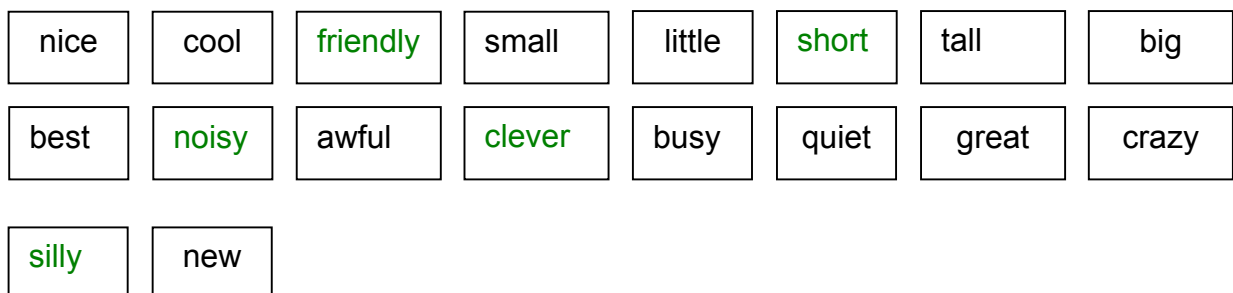 nice cool friendly small little short tall big
best noisy awful clever busy quiet great crazy
silly new